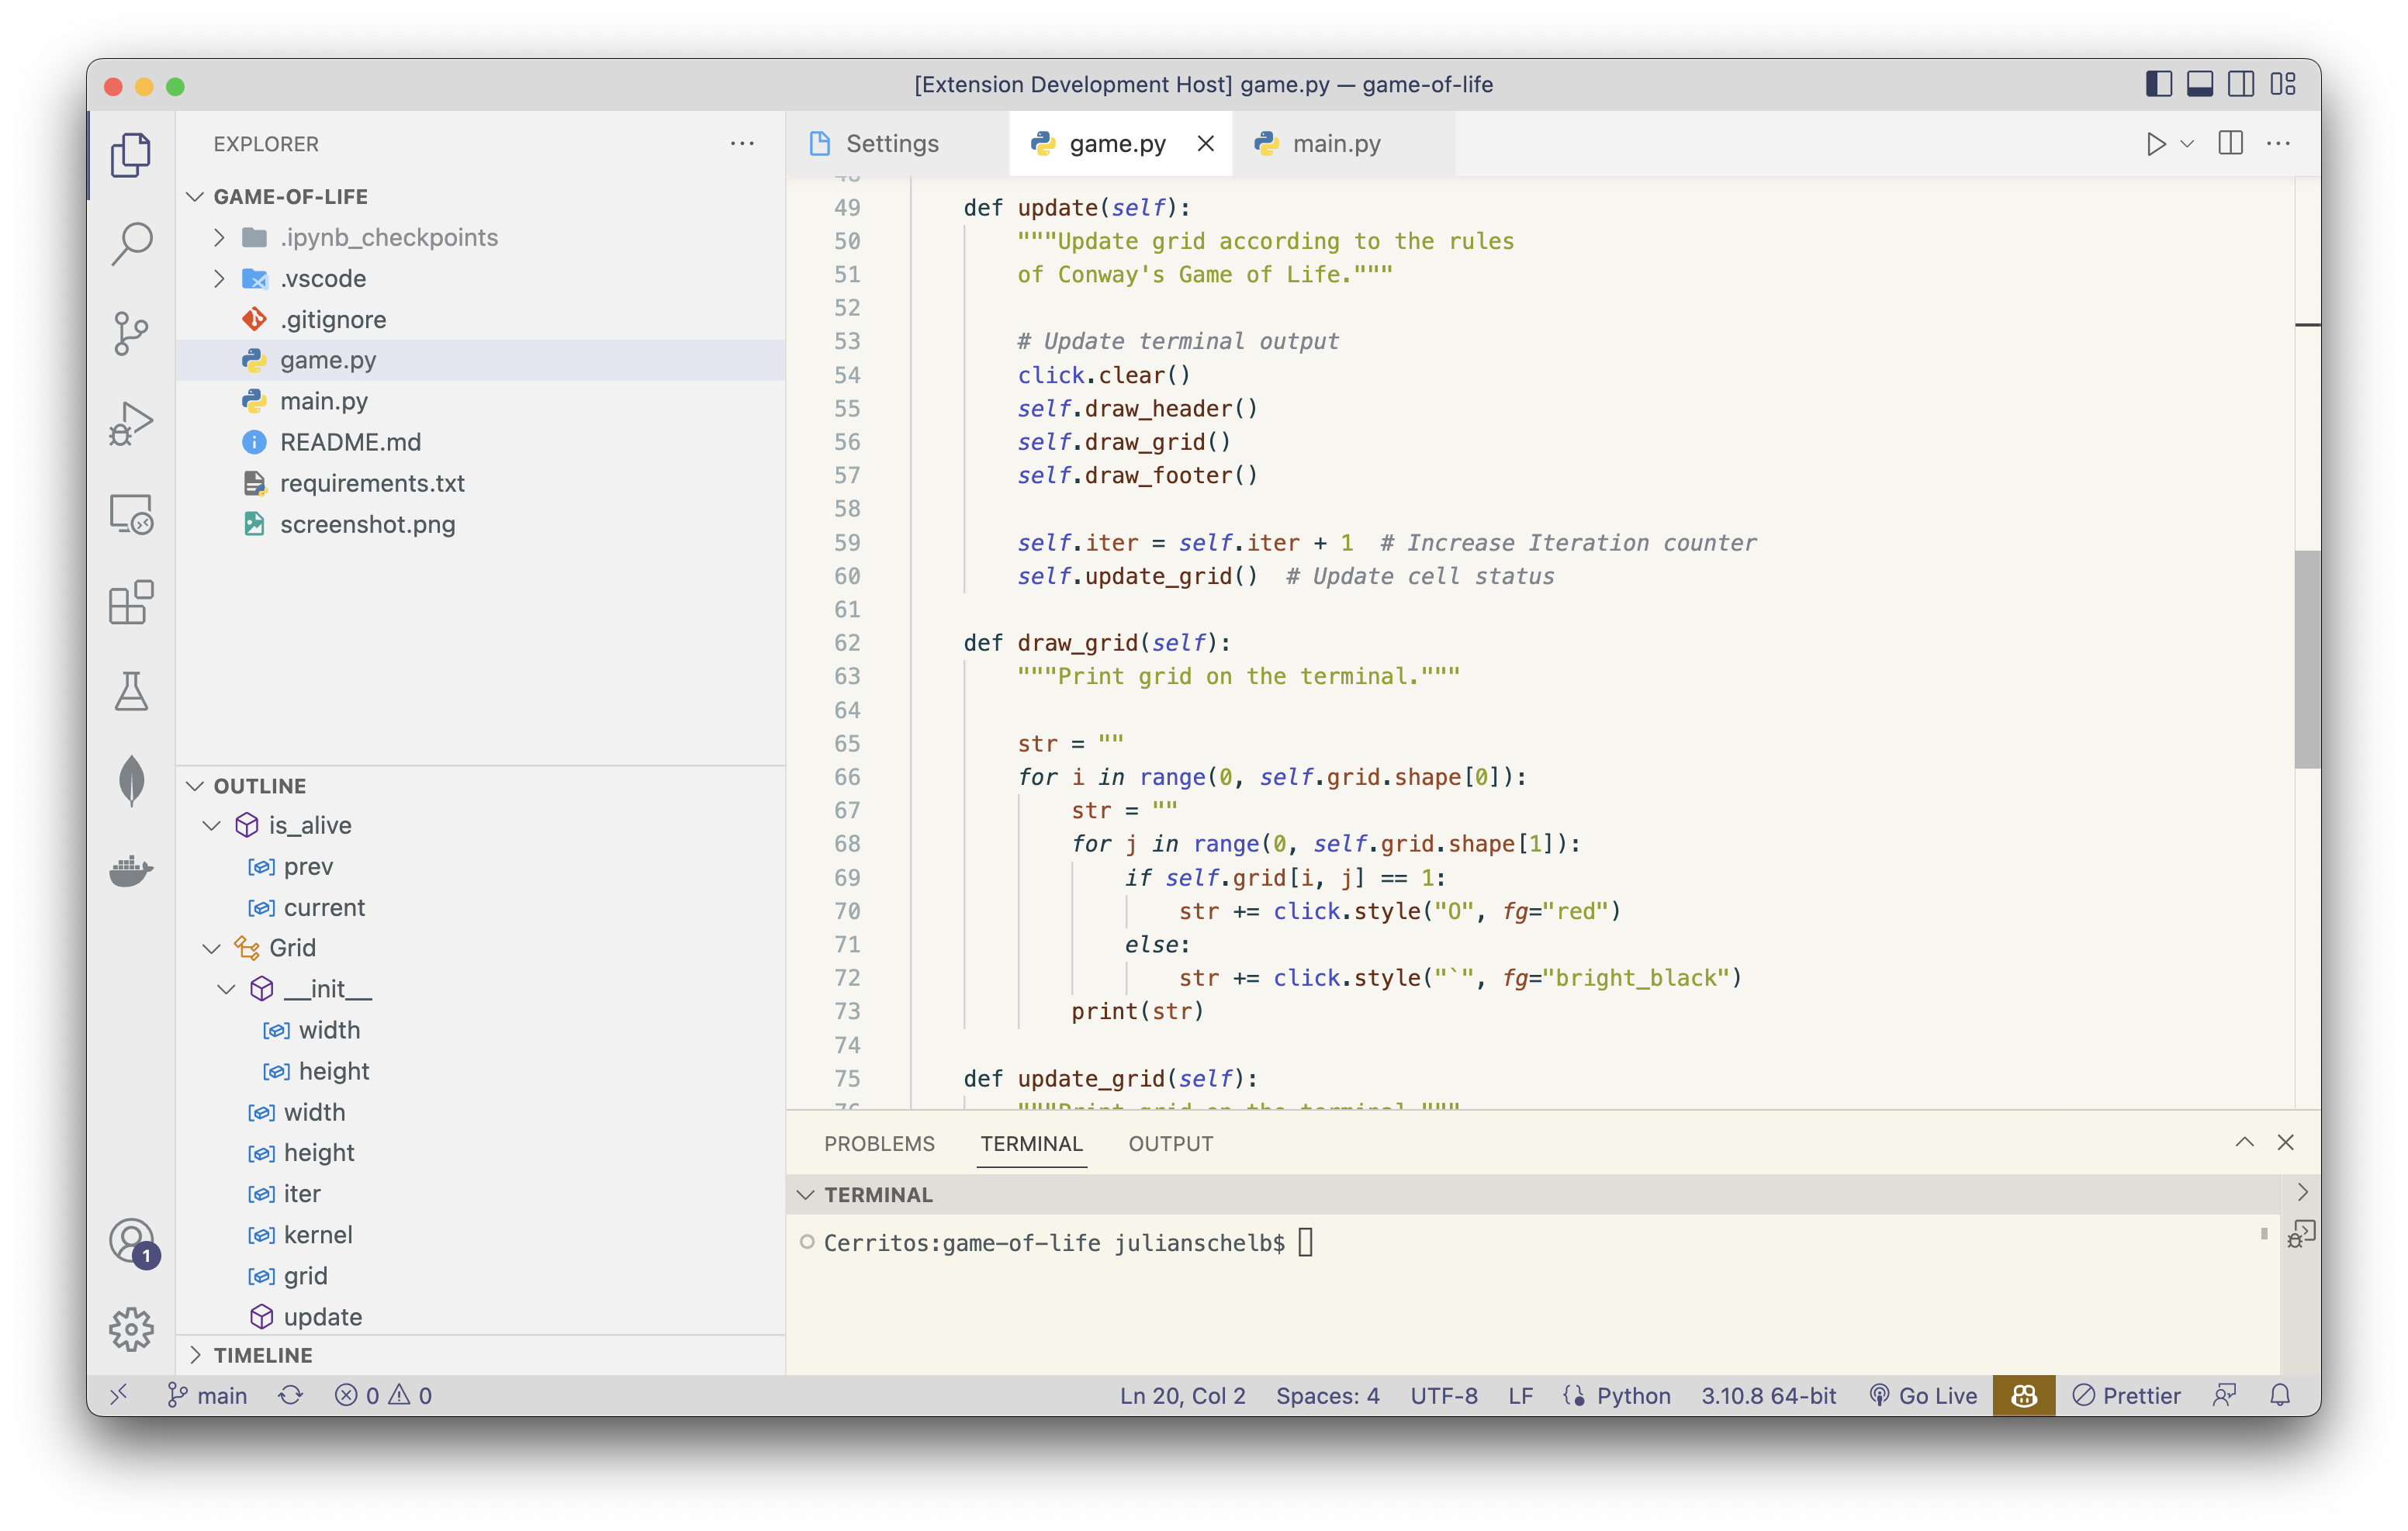 [Extension Development Host] game.py — game-of-life
EXPLORER
GAME-OF-LIFE
.ipynb_checkpoints
.vscode
.gitignore
game.py
main.py
README.md
requirements.txt
screenshot.png
OUTLINE
is_alive
prev
current
Grid
__init__
width
height
width
height
iter
kernel
grid
update
TIMELINE
Settings
game.py
main.py
49 def update(self):
50 """Update grid according to the rules
51 of Conway's Game of Life."""
52
53 # Update terminal output
54 click.clear()
55 self.draw_header()
56 self.draw_grid()
57 self.draw_footer()
58
59 self.iter = self.iter + 1  # Increase Iteration counter
60 self.update_grid()  # Update cell status
61
62 def draw_grid(self):
63 """Print grid on the terminal."""
64
65 str = ""
66 for i in range(0, self.grid.shape[0]):
67 str = ""
68 for j in range(0, self.grid.shape[1]):
69 if self.grid[i, j] == 1:
70 str += click.style("O", fg="red")
71 else:
72 str += click.style("`", fg="bright_black")
73 print(str)
74
75 def update_grid(self):
76 """Print grid on the terminal."""
PROBLEMS TERMINAL OUTPUT
TERMINAL
Cerritos:game-of-life julianschelb$
1
main 0 0 Ln 20, Col 2 Spaces: 4 UTF-8 LF Python 3.10.8 64-bit Go Live Prettier